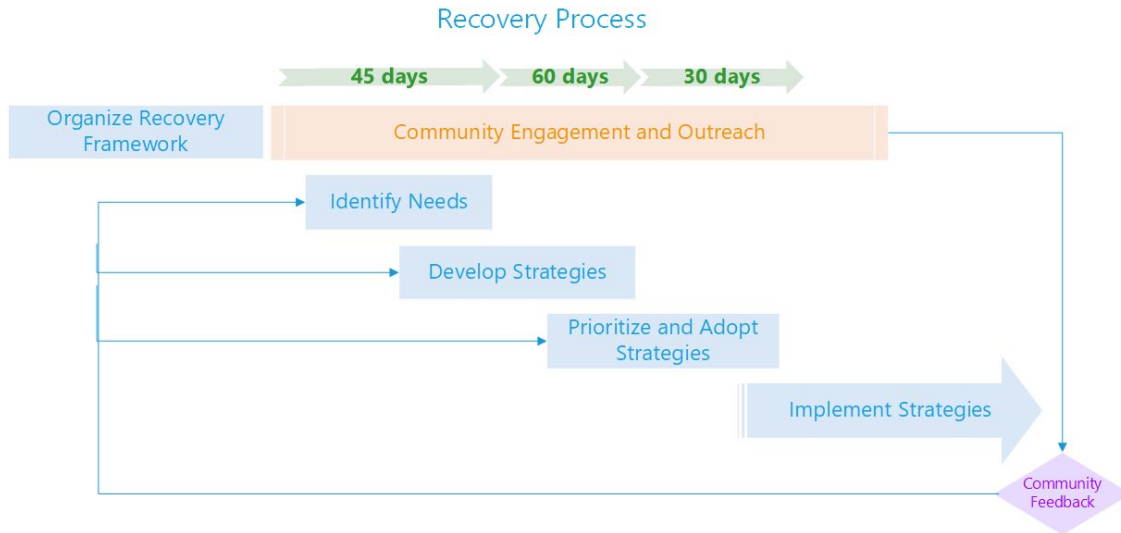 Recovery Process
45 days
60 days
30 days
Organize Recovery
Framework
Community Engagement and Outreach
Identify Needs
Develop Strategies
Prioritize and Adopt
Strategies
Implement Strategies
Community
Feedback